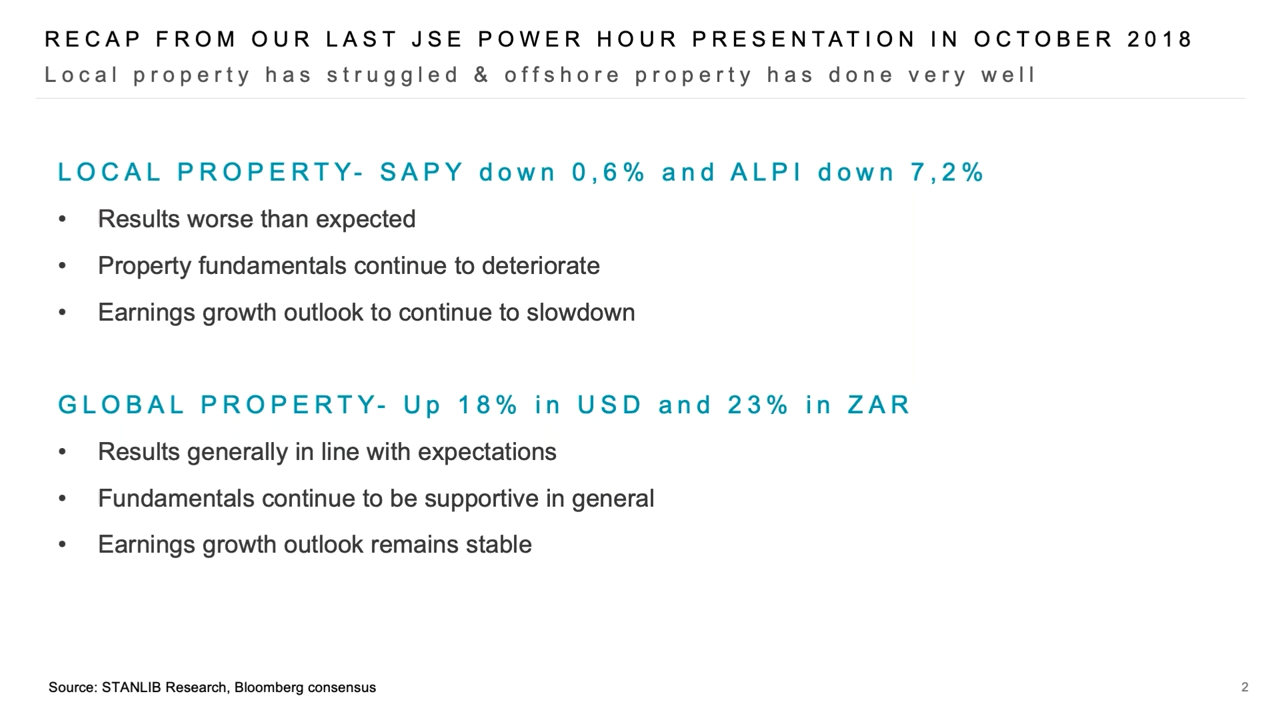 RECAP FROM OUR LAST JSE POWER HOUR PRESENTATION IN OCTOBER 2018
Local property has struggled & offshore property has done very well
LOCAL PROPERTY- SAPY down 0,6% and ALPI down 7,2%
• Results worse than expected
• Property fundamentals continue to deteriorate
• Earnings growth outlook to continue to slowdown
GLOBAL PROPERTY- Up 18% in USD and 23% in ZAR
• Results generally in line with expectations
• Fundamentals continue to be supportive in general
• Earnings growth outlook remains stable
Source: STANLIB Research, Bloomberg consensus
2